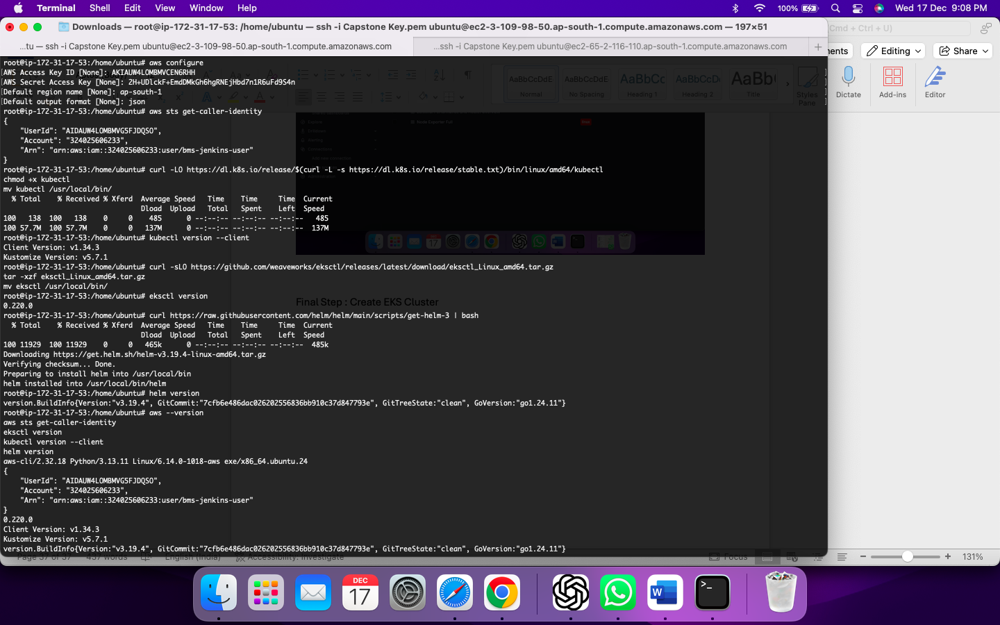 Terminal Shell Edit View Window Help
100% Wed 17 Dec 9:08 PM
Downloads — root@ip-172-31-17-53: /home/ubuntu — ssh -i Capstone Key.pem ubuntu@ec2-3-109-98-50.ap-south-1.compute.amazonaws.com — 197×51
Cmd + Ctrl + U)
...tu — ssh -i Capstone Key.pem ubuntu@ec2-3-109-98-50.ap-south-1.compute.amazonaws.com
...ssh -i Capstone Key.pem ubuntu@ec2-65-2-116-110.ap-south-1.compute.amazonaws.com
nents Editing Share
root@ip-172-31-17-53:/home/ubuntu# aws configure
AWS Access Key ID [None]: AKIAUW4LOMBMVCEN6RHH
AWS Secret Access Key [None]: 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
Default region name [None]: ap-south-1
Default output format [None]: json
AaBbCcDdE AaBbCcDdE AaBbCc AaBbCcD AaBb
Normal No Spacing Heading 1 Heading 2 Title
Styles Pane
Dictate Add-ins Editor
root@ip-172-31-17-53:/home/ubuntu# aws sts get-caller-identity
{
"UserId": "AIDAUW4LOMBMVG5FJDQSO",
"Account": "324025606233",
"Arn": "arn:aws:iam::324025606233:user/bms-jenkins-user"
}
root@ip-172-31-17-53:/home/ubuntu# curl -LO https://dl.k8s.io/release/$(curl -L -s https://dl.k8s.io/release/stable.txt)/bin/linux/amd64/kubectl
chmod +x kubectl
mv kubectl /usr/local/bin/
% Total % Received % Xferd Average Speed Time Time Time Current
Dload Upload Total Spent Left Speed
100 138 100 138 0 0 485 0 --:--:-- --:--:-- --:--:-- 485
100 57.7M 100 57.7M 0 0 137M 0 --:--:-- --:--:-- --:--:-- 137M
root@ip-172-31-17-53:/home/ubuntu# kubectl version --client
Client Version: v1.34.3
Kustomize Version: v5.7.1
root@ip-172-31-17-53:/home/ubuntu# curl -sLO https://github.com/weaveworks/eksctl/releases/latest/download/eksctl_Linux_amd64.tar.gz
tar -xzf eksctl_Linux_amd64.tar.gz
mv eksctl /usr/local/bin/
root@ip-172-31-17-53:/home/ubuntu# eksctl version
0.220.0
Final Step : Create EKS Cluster
root@ip-172-31-17-53:/home/ubuntu# curl https://raw.githubusercontent.com/helm/helm/main/scripts/get-helm-3 | bash
% Total % Received % Xferd Average Speed Time Time Time Current
Dload Upload Total Spent Left Speed
100 11929 100 11929 0 0 465k 0 --:--:-- --:--:-- --:--:-- 485k
Downloading https://get.helm.sh/helm-v3.19.4-linux-amd64.tar.gz
Verifying checksum... Done.
Preparing to install helm into /usr/local/bin
helm installed into /usr/local/bin/helm
root@ip-172-31-17-53:/home/ubuntu# helm version
version.BuildInfo{Version:"v3.19.4", GitCommit:"7cfb6e486dac026202556836bb910c37d847793e", GitTreeState:"clean", GoVersion:"go1.24.11"}
root@ip-172-31-17-53:/home/ubuntu# aws --version
aws sts get-caller-identity
eksctl version
kubectl version --client
helm version
aws-cli/2.32.18 Python/3.13.11 Linux/6.14.0-1018-aws exe/x86_64.ubuntu.24
{
"UserId": "AIDAUW4LOMBMVG5FJDQSO",
"Account": "324025606233",
"Arn": "arn:aws:iam::324025606233:user/bms-jenkins-user"
}
0.220.0
Client Version: v1.34.3
Kustomize Version: v5.7.1
version.BuildInfo{Version:"v3.19.4", GitCommit:"7cfb6e486dac026202556836bb910c37d847793e", GitTreeState:"clean", GoVersion:"go1.24.11"}
Page 37 of 37 437 words English (India) Accessibility: Investigate Focus 131%
DEC
17